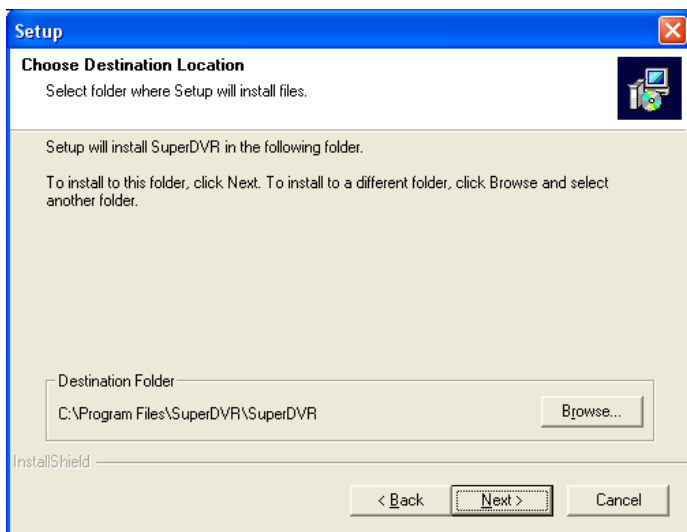 Setup
Choose Destination Location
Select folder where Setup will install files.
Setup will install SuperDVR in the following folder.
To install to this folder, click Next. To install to a different folder, click Browse and select
another folder.
Destination Folder
C:\Program Files\SuperDVR\SuperDVR
Browse...
InstallShield
< Back
Next >
Cancel